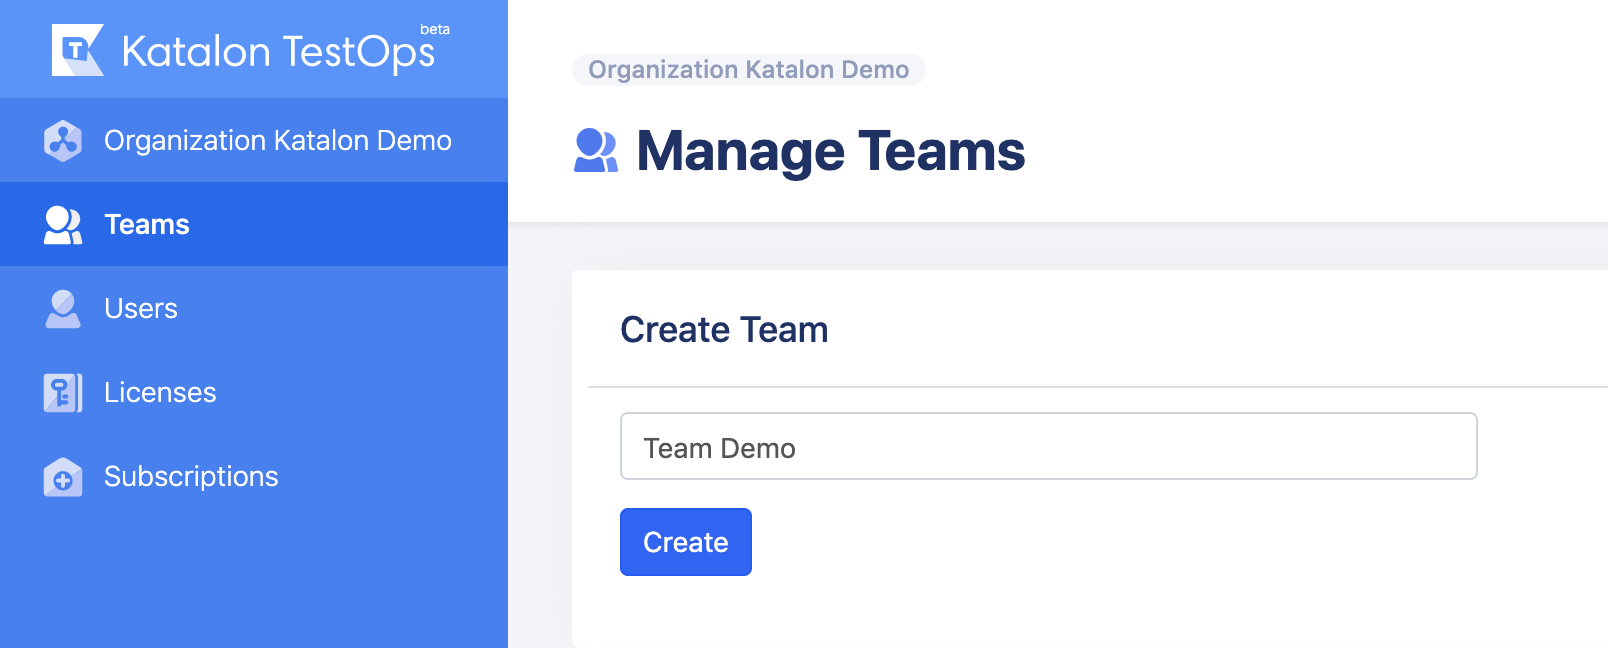 Katalon TestOps beta
Organization Katalon Demo
Teams
Users
Licenses
Subscriptions
Organization Katalon Demo
Manage Teams
Create Team
Team Demo
Create